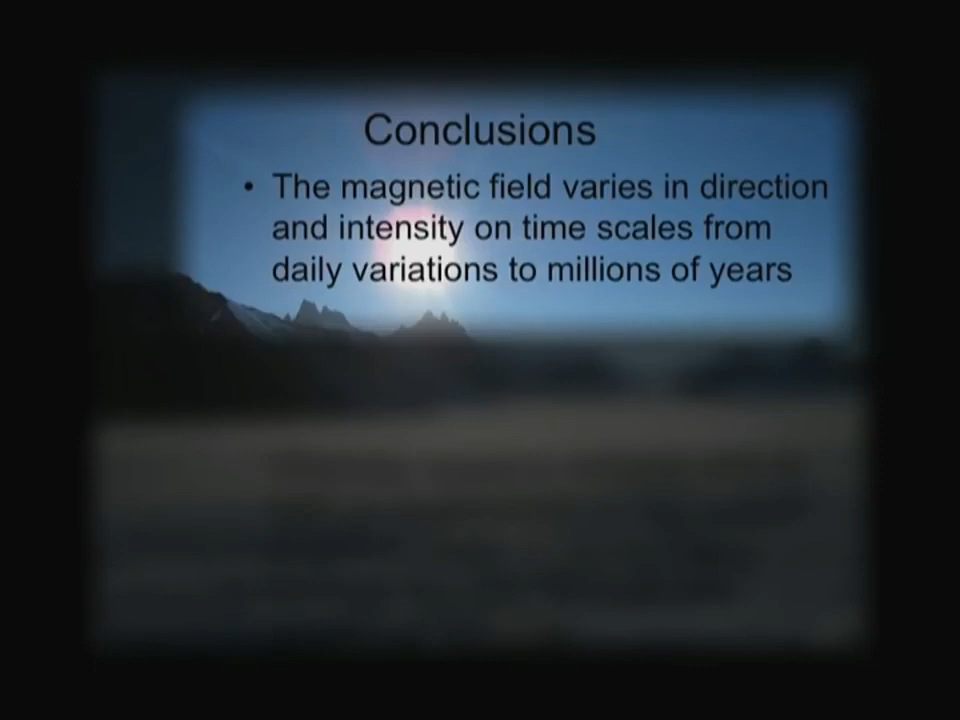 Conclusions
• The magnetic field varies in direction
and intensity on time scales from
daily variations to millions of years